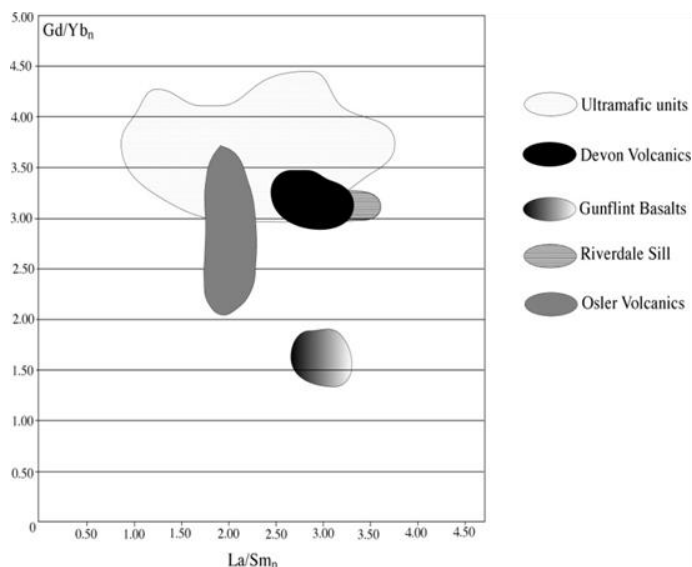 5.00
Gd/Ybn
4.50
4.00
3.50
3.00
2.50
2.00
1.50
1.00
0.50
0
0.50
1.00
1.50
2.00
2.50
3.00
3.50
4.00
4.50
La/Smn
Ultramafic units
Devon Volcanics
Gunflint Basalts
Riverdale Sill
Osler Volcanics